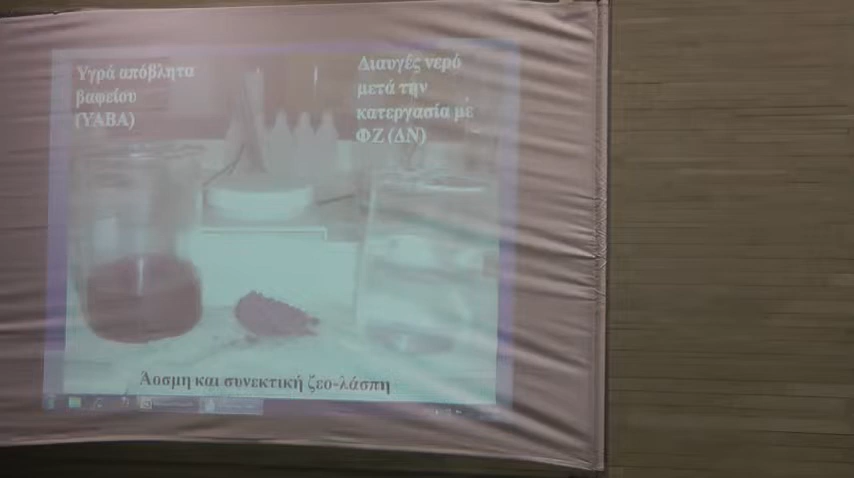 Υγρά απόβλητα
βαφείου
(ΥΑΒΑ)
Διαυγές νερό
μετά την
κατεργασία με
ΦΖ (ΔΝ)
Άοσμη και συνεκτική ζεο-λάσπη